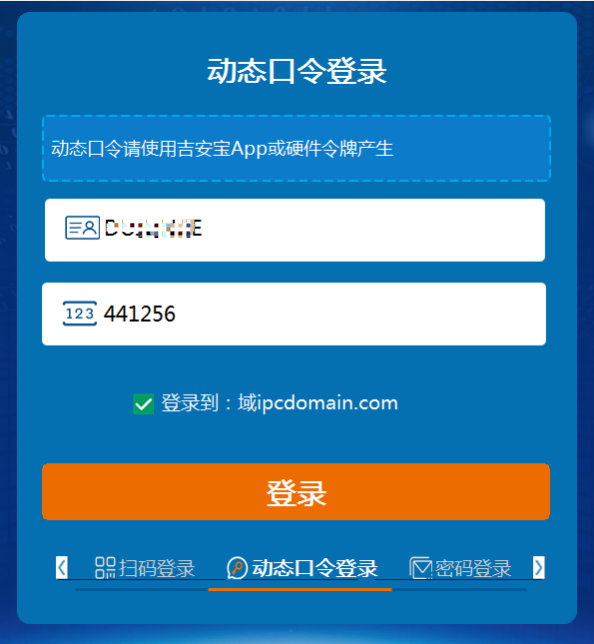 动态口令登录
动态口令请使用吉安宝App或硬件令牌产生
123 441256
登录到：域ipcdomain.com
登录
扫码登录 动态口令登录 密码登录